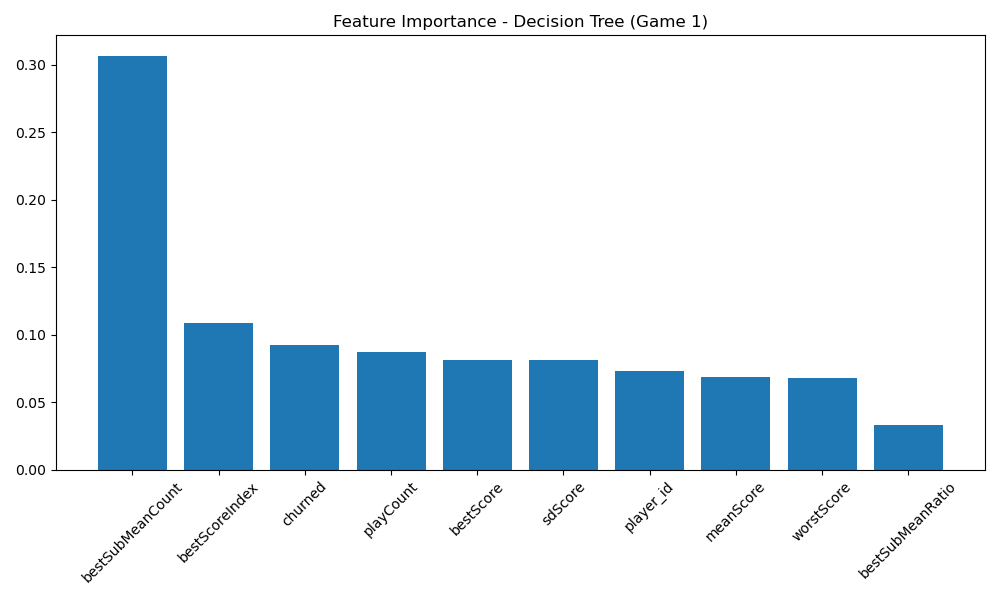 Feature Importance - Decision Tree (Game 1)
0.30
0.25
0.20
0.15
0.10
0.05
0.00
bestSubMeanCount
bestScoreIndex
churned
playCount
bestScore
sdScore
player_id
meanScore
worstScore
bestSubMeanRatio